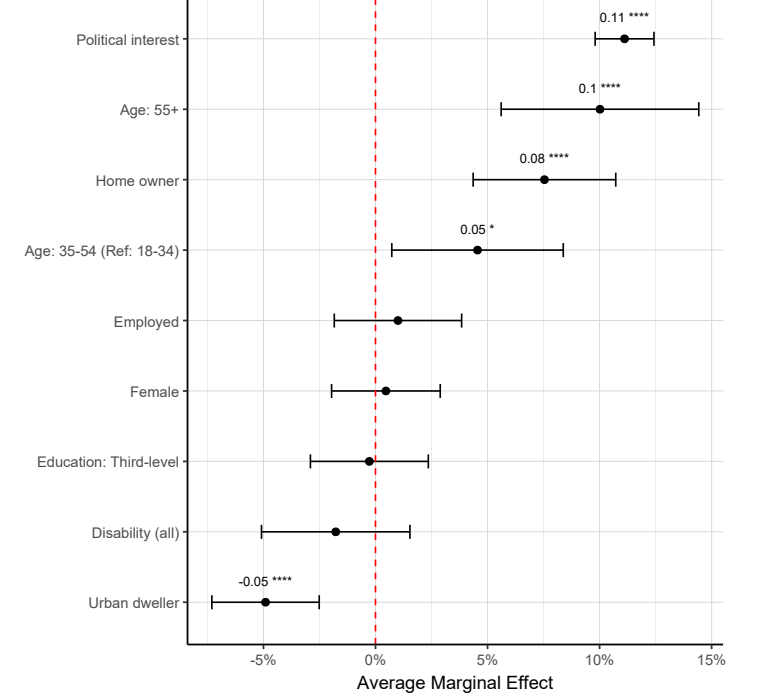 0.11 ****
Political interest
0.1 ****
Age: 55+
0.08 ****
Home owner
0.05 *
Age: 35-54 (Ref: 18-34)
Employed
Female
Education: Third-level
Disability (all)
-0.05 ****
Urban dweller
-5% 0% 5% 10% 15%
Average Marginal Effect